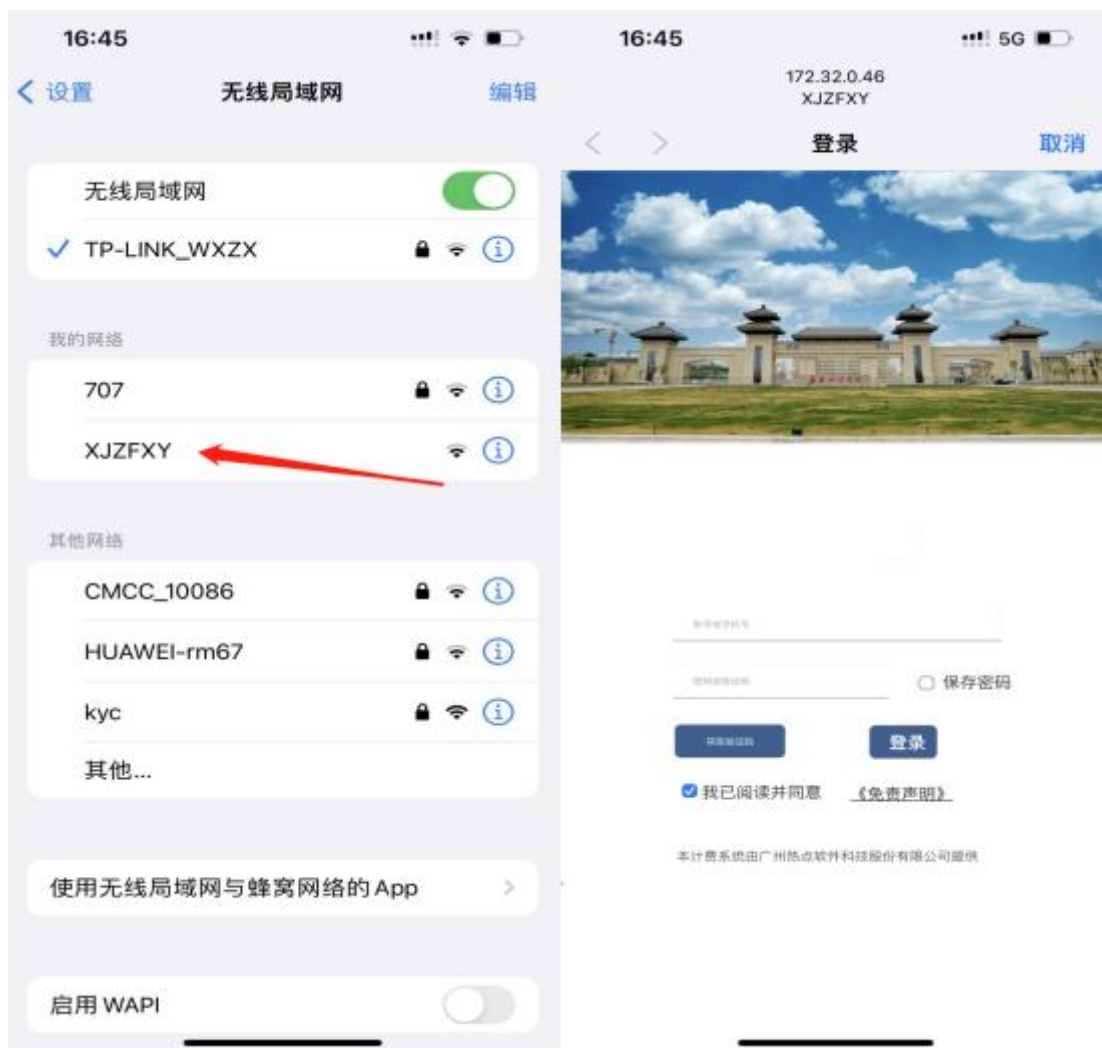 16:45
设置
无线局域网
编辑
无线局域网
TP-LINK_WXZX
我的网络
707
XJZFXY
其他网络
CMCC_10086
HUAWEI-rm67
kyc
其他...
使用无线局域网与蜂窝网络的 App
启用 WAPI
16:45
5G
172.32.0.46
XJZFXY
登录
取消
保存密码
登录
我已阅读并同意
《免责声明》
本计费系统由广州热点软件科技股份有限公司提供